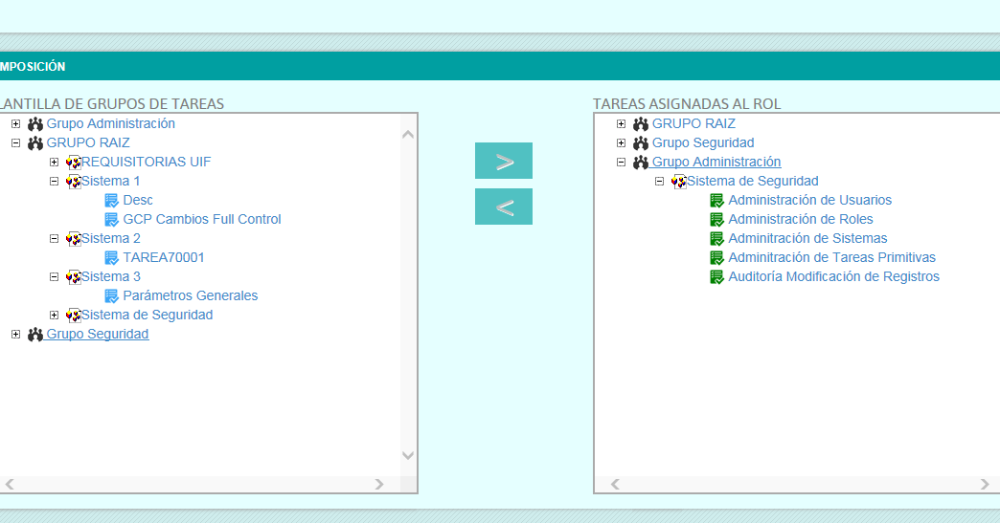 MPOSICIÓN
LANTILLA DE GRUPOS DE TAREAS
Grupo Administración
GRUPO RAIZ
REQUISITORIAS UIF
Sistema 1
Desc
GCP Cambios Full Control
Sistema 2
TAREA70001
Sistema 3
Parámetros Generales
Sistema de Seguridad
Grupo Seguridad
>
<
TAREAS ASIGNADAS AL ROL
GRUPO RAIZ
Grupo Seguridad
Grupo Administración
Sistema de Seguridad
Administración de Usuarios
Administración de Roles
Adminitración de Sistemas
Adminitración de Tareas Primitivas
Auditoría Modificación de Registros